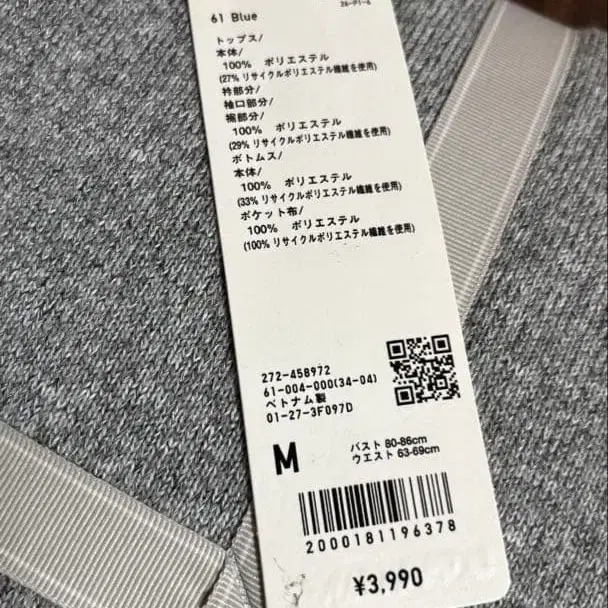 61 Blue
26-P1-6
トップス/
本体/
100% ポリエステル
(27% リサイクルポリエステル繊維を使用)
衿部分/
袖口部分/
裾部分/
100% ポリエステル
(29% リサイクルポリエステル繊維を使用)
ボトムス/
本体/
100% ポリエステル
(33% リサイクルポリエステル繊維を使用)
ポケット布/
100% ポリエステル
(100% リサイクルポリエステル繊維を使用)
272-458972
61-004-000(34-04)
ベトナム製
01-27-3F097D
M
バスト 80-86cm
ウエスト 63-69cm
2000181196378
¥3,990